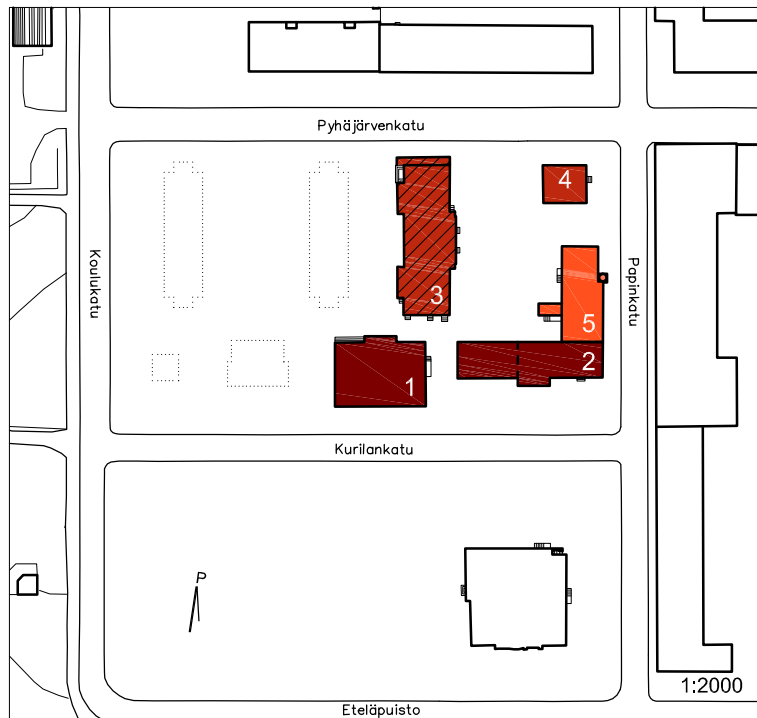 Pyhäjärvenkatu
4
Koulukatu
Papinkatu
3
5
2
1
Kurilankatu
P
1:2000
Eteläpuisto